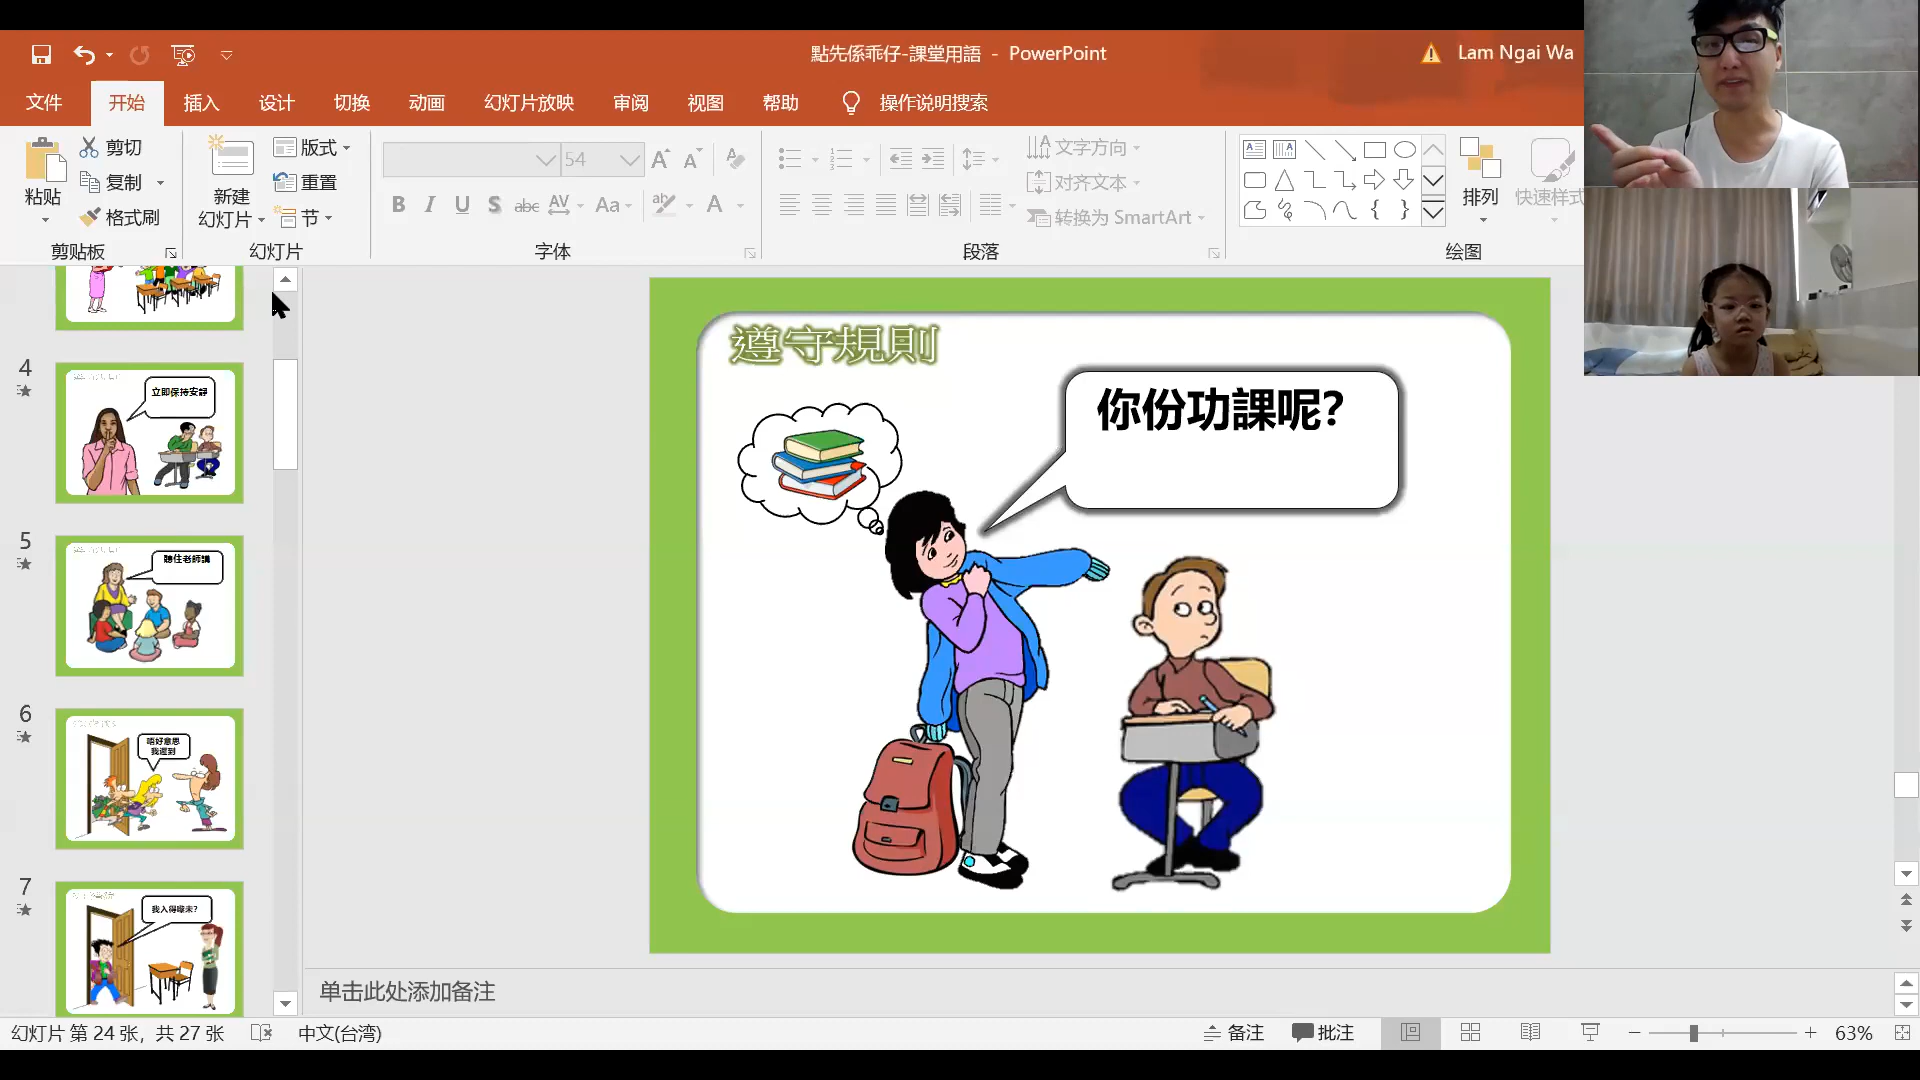 點先係乖仔-課堂用語 - PowerPoint
Lam Ngai Wa
文件
开始
插入
设计
切换
动画
幻灯片放映
审阅
视图
帮助
操作说明搜索
粘贴
剪切
复制
格式刷
剪贴板
新建
幻灯片
版式
重置
节
幻灯片
54
字体
文字方向
对齐文本
转换为 SmartArt
段落
排列
快速样式
绘图
4
立即保持安靜
5
聽住老師講
6
唔好意思
我遲到
7
我入得嚟未?
遵守規則
你份功課呢?
单击此处添加备注
幻灯片 第 24 张，共 27 张
中文(台湾)
备注
批注
63%